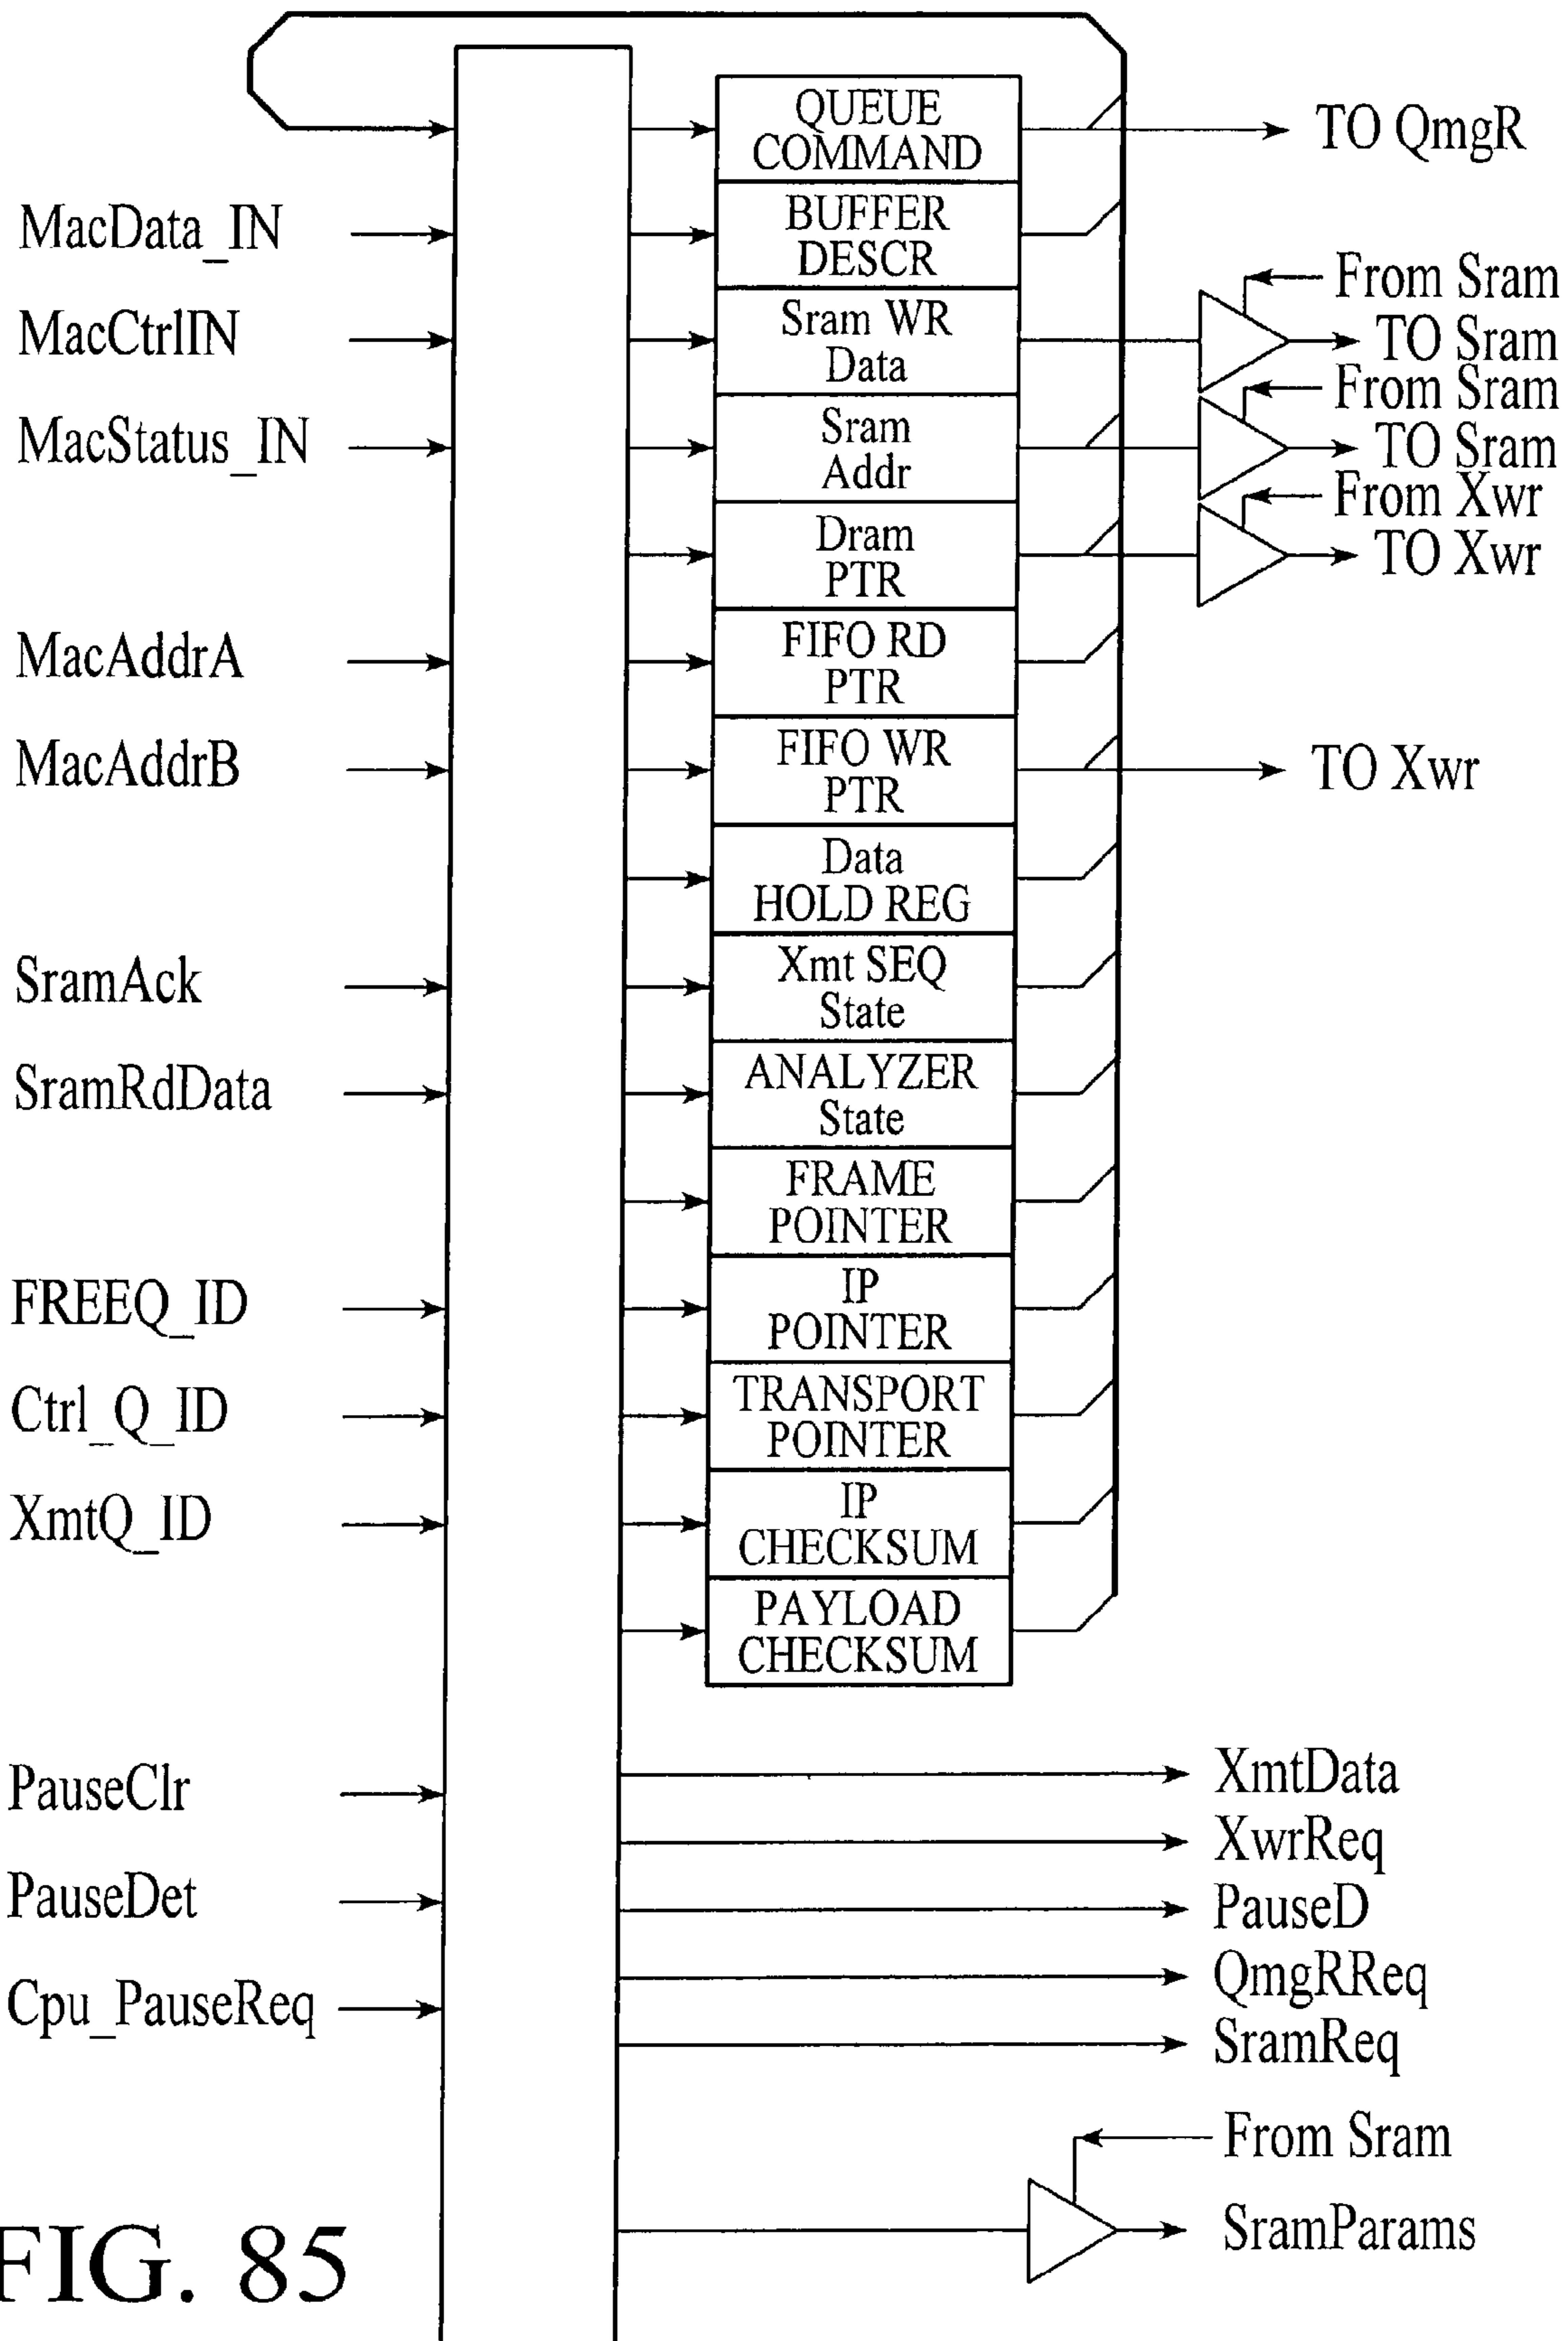 QUEUE
COMMAND
TO QmgR
MacData_IN
BUFFER
DESCR
From Sram
MacCtrlIN
Sram WR
Data
TO Sram
From Sram
MacStatus_IN
Sram
Addr
TO Sram
From Xwr
Dram
PTR
TO Xwr
MacAddrA
FIFO RD
PTR
MacAddrB
FIFO WR
PTR
TO Xwr
Data
HOLD REG
SramAck
Xmt SEQ
State
SramRdData
ANALYZER
State
FRAME
POINTER
FREEQ_ID
IP
POINTER
Ctrl_Q_ID
TRANSPORT
POINTER
XmtQ_ID
IP
CHECKSUM
PAYLOAD
CHECKSUM
PauseClr
XmtData
XwrReq
PauseDet
PauseD
QmgRReq
Cpu_PauseReq
SramReq
From Sram
SramParams
FIG. 85